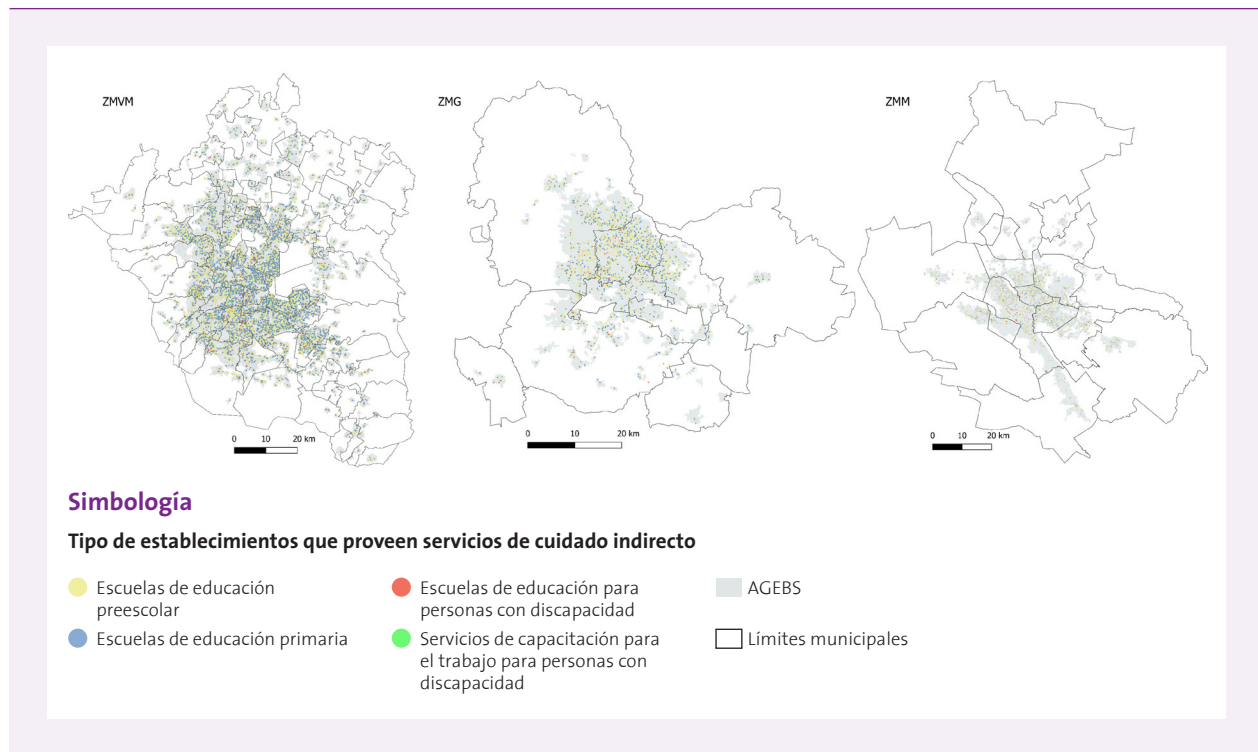 ZMVM
ZMG
ZMM
0 10 20 km
0 10 20 km
0 10 20 km
Simbología
Tipo de establecimientos que proveen servicios de cuidado indirecto
Escuelas de educación
preescolar
Escuelas de educación primaria
Escuelas de educación para
personas con discapacidad
Servicios de capacitación para
el trabajo para personas con
discapacidad
AGEBS
Límites municipales